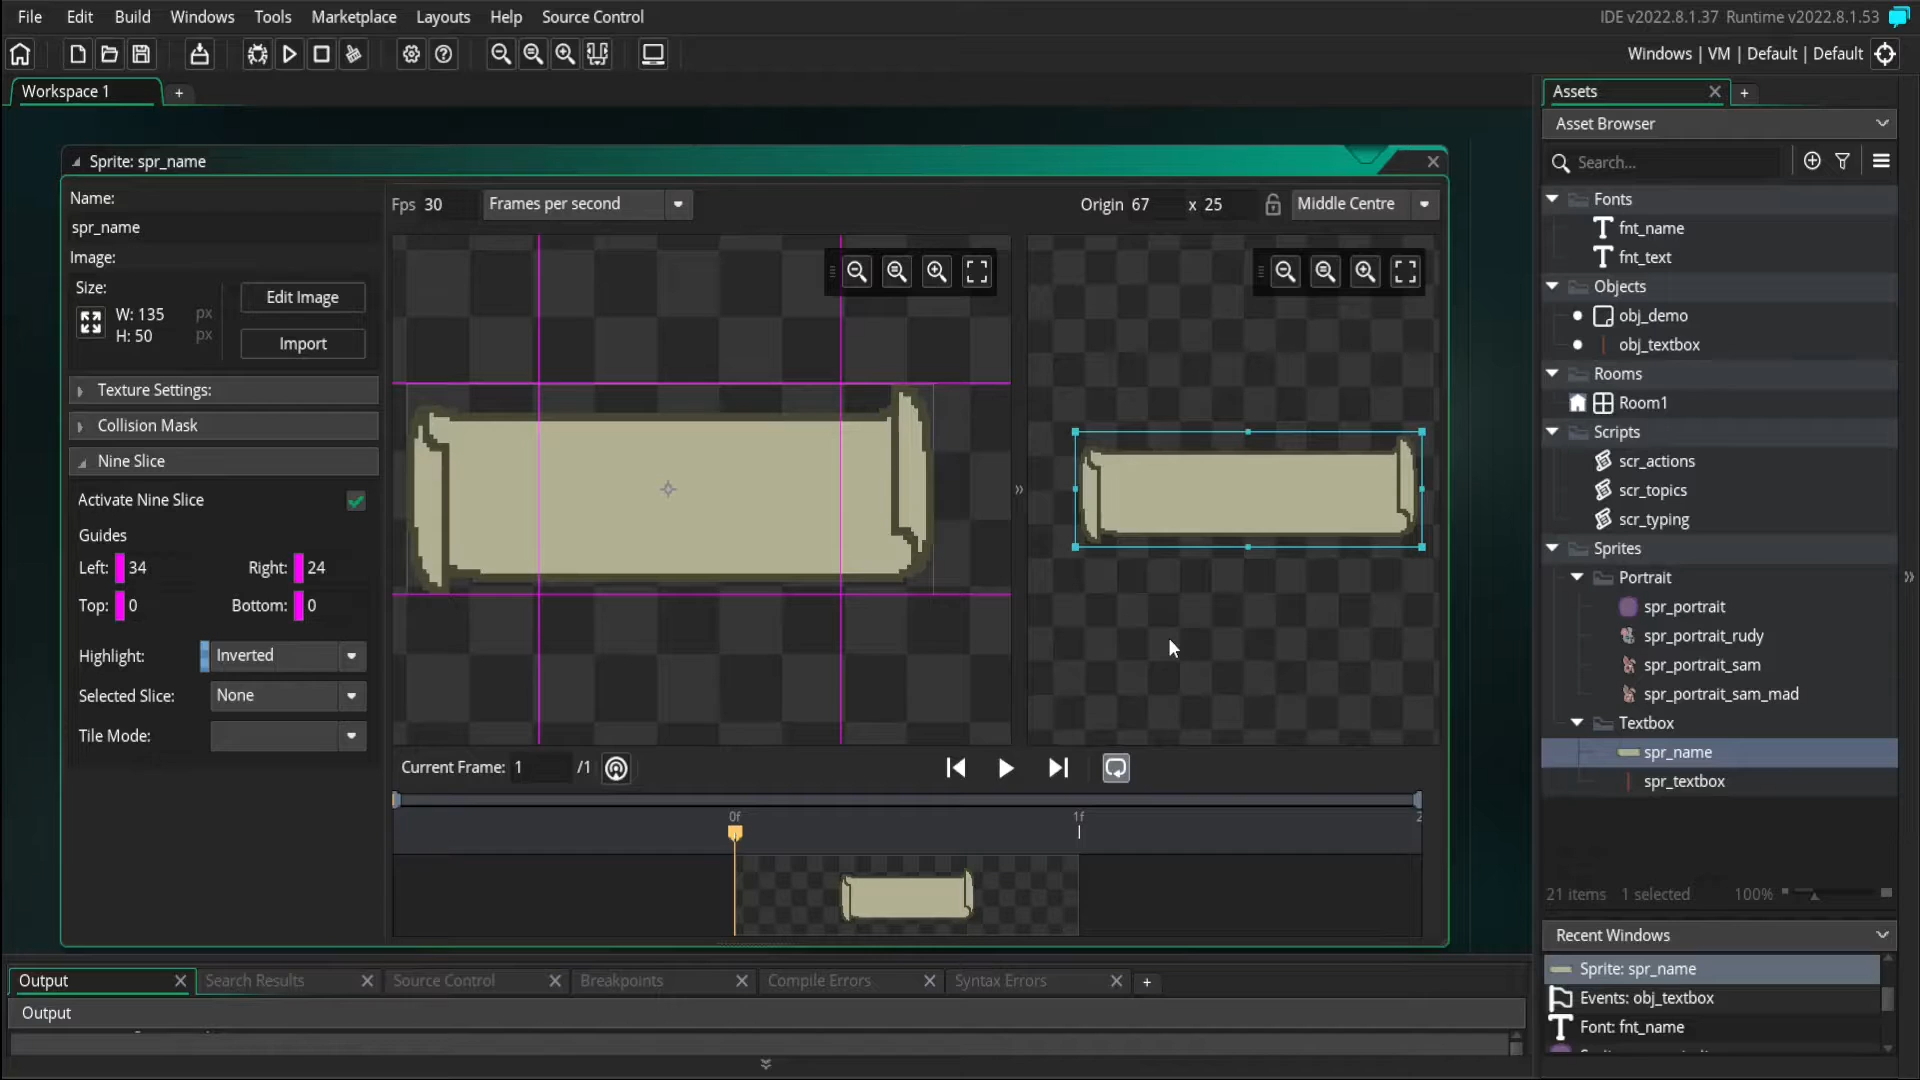 File Edit Build Windows Tools Marketplace Layouts Help Source Control IDE v2022.8.1.37 Runtime v2022.8.1.53
Windows | VM | Default | Default
Workspace 1 +
Sprite: spr_name
Name:
spr_name
Image:
Size:
W: 135 px
H: 50 px
Edit Image
Import
Texture Settings:
Collision Mask
Nine Slice
Activate Nine Slice
Guides
Left: 34 Right: 24
Top: 0 Bottom: 0
Highlight: Inverted
Selected Slice: None
Tile Mode:
Fps 30 Frames per second
Origin 67 x 25 Middle Centre
Current Frame: 1 /1
0f 1f 2
Assets +
Asset Browser
Search...
Fonts
fnt_name
fnt_text
Objects
obj_demo
obj_textbox
Rooms
Room1
Scripts
scr_actions
scr_topics
scr_typing
Sprites
Portrait
spr_portrait
spr_portrait_rudy
spr_portrait_sam
spr_portrait_sam_mad
Textbox
spr_name
spr_textbox
21 items 1 selected 100%
Recent Windows
Sprite: spr_name
Events: obj_textbox
Font: fnt_name
Output Search Results Source Control Breakpoints Compile Errors Syntax Errors +
Output